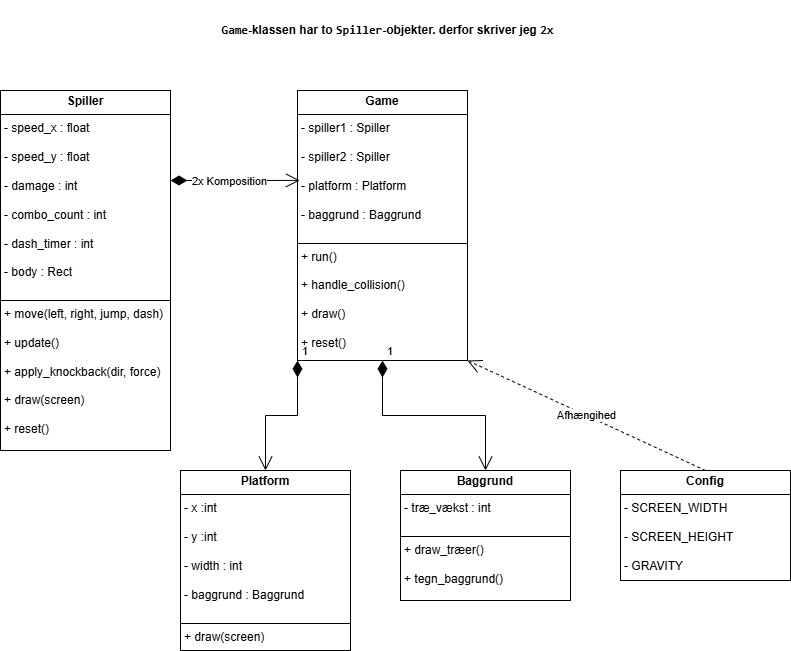 Game-klassen har to Spiller-objekter. derfor skriver jeg 2x
Spiller
- speed_x : float
- speed_y : float
- damage : int
- combo_count : int
- dash_timer : int
- body : Rect
+ move(left, right, jump, dash)
+ update()
+ apply_knockback(dir, force)
+ draw(screen)
+ reset()
2x Komposition
Game
- spiller1 : Spiller
- spiller2 : Spiller
- platform : Platform
- baggrund : Baggrund
+ run()
+ handle_collision()
+ draw()
+ reset()
1
1
Afhængihed
Platform
- x :int
- y :int
- width : int
- baggrund : Baggrund
+ draw(screen)
Baggrund
- træ_vækst : int
+ draw_træer()
+ tegn_baggrund()
Config
- SCREEN_WIDTH
- SCREEN_HEIGHT
- GRAVITY